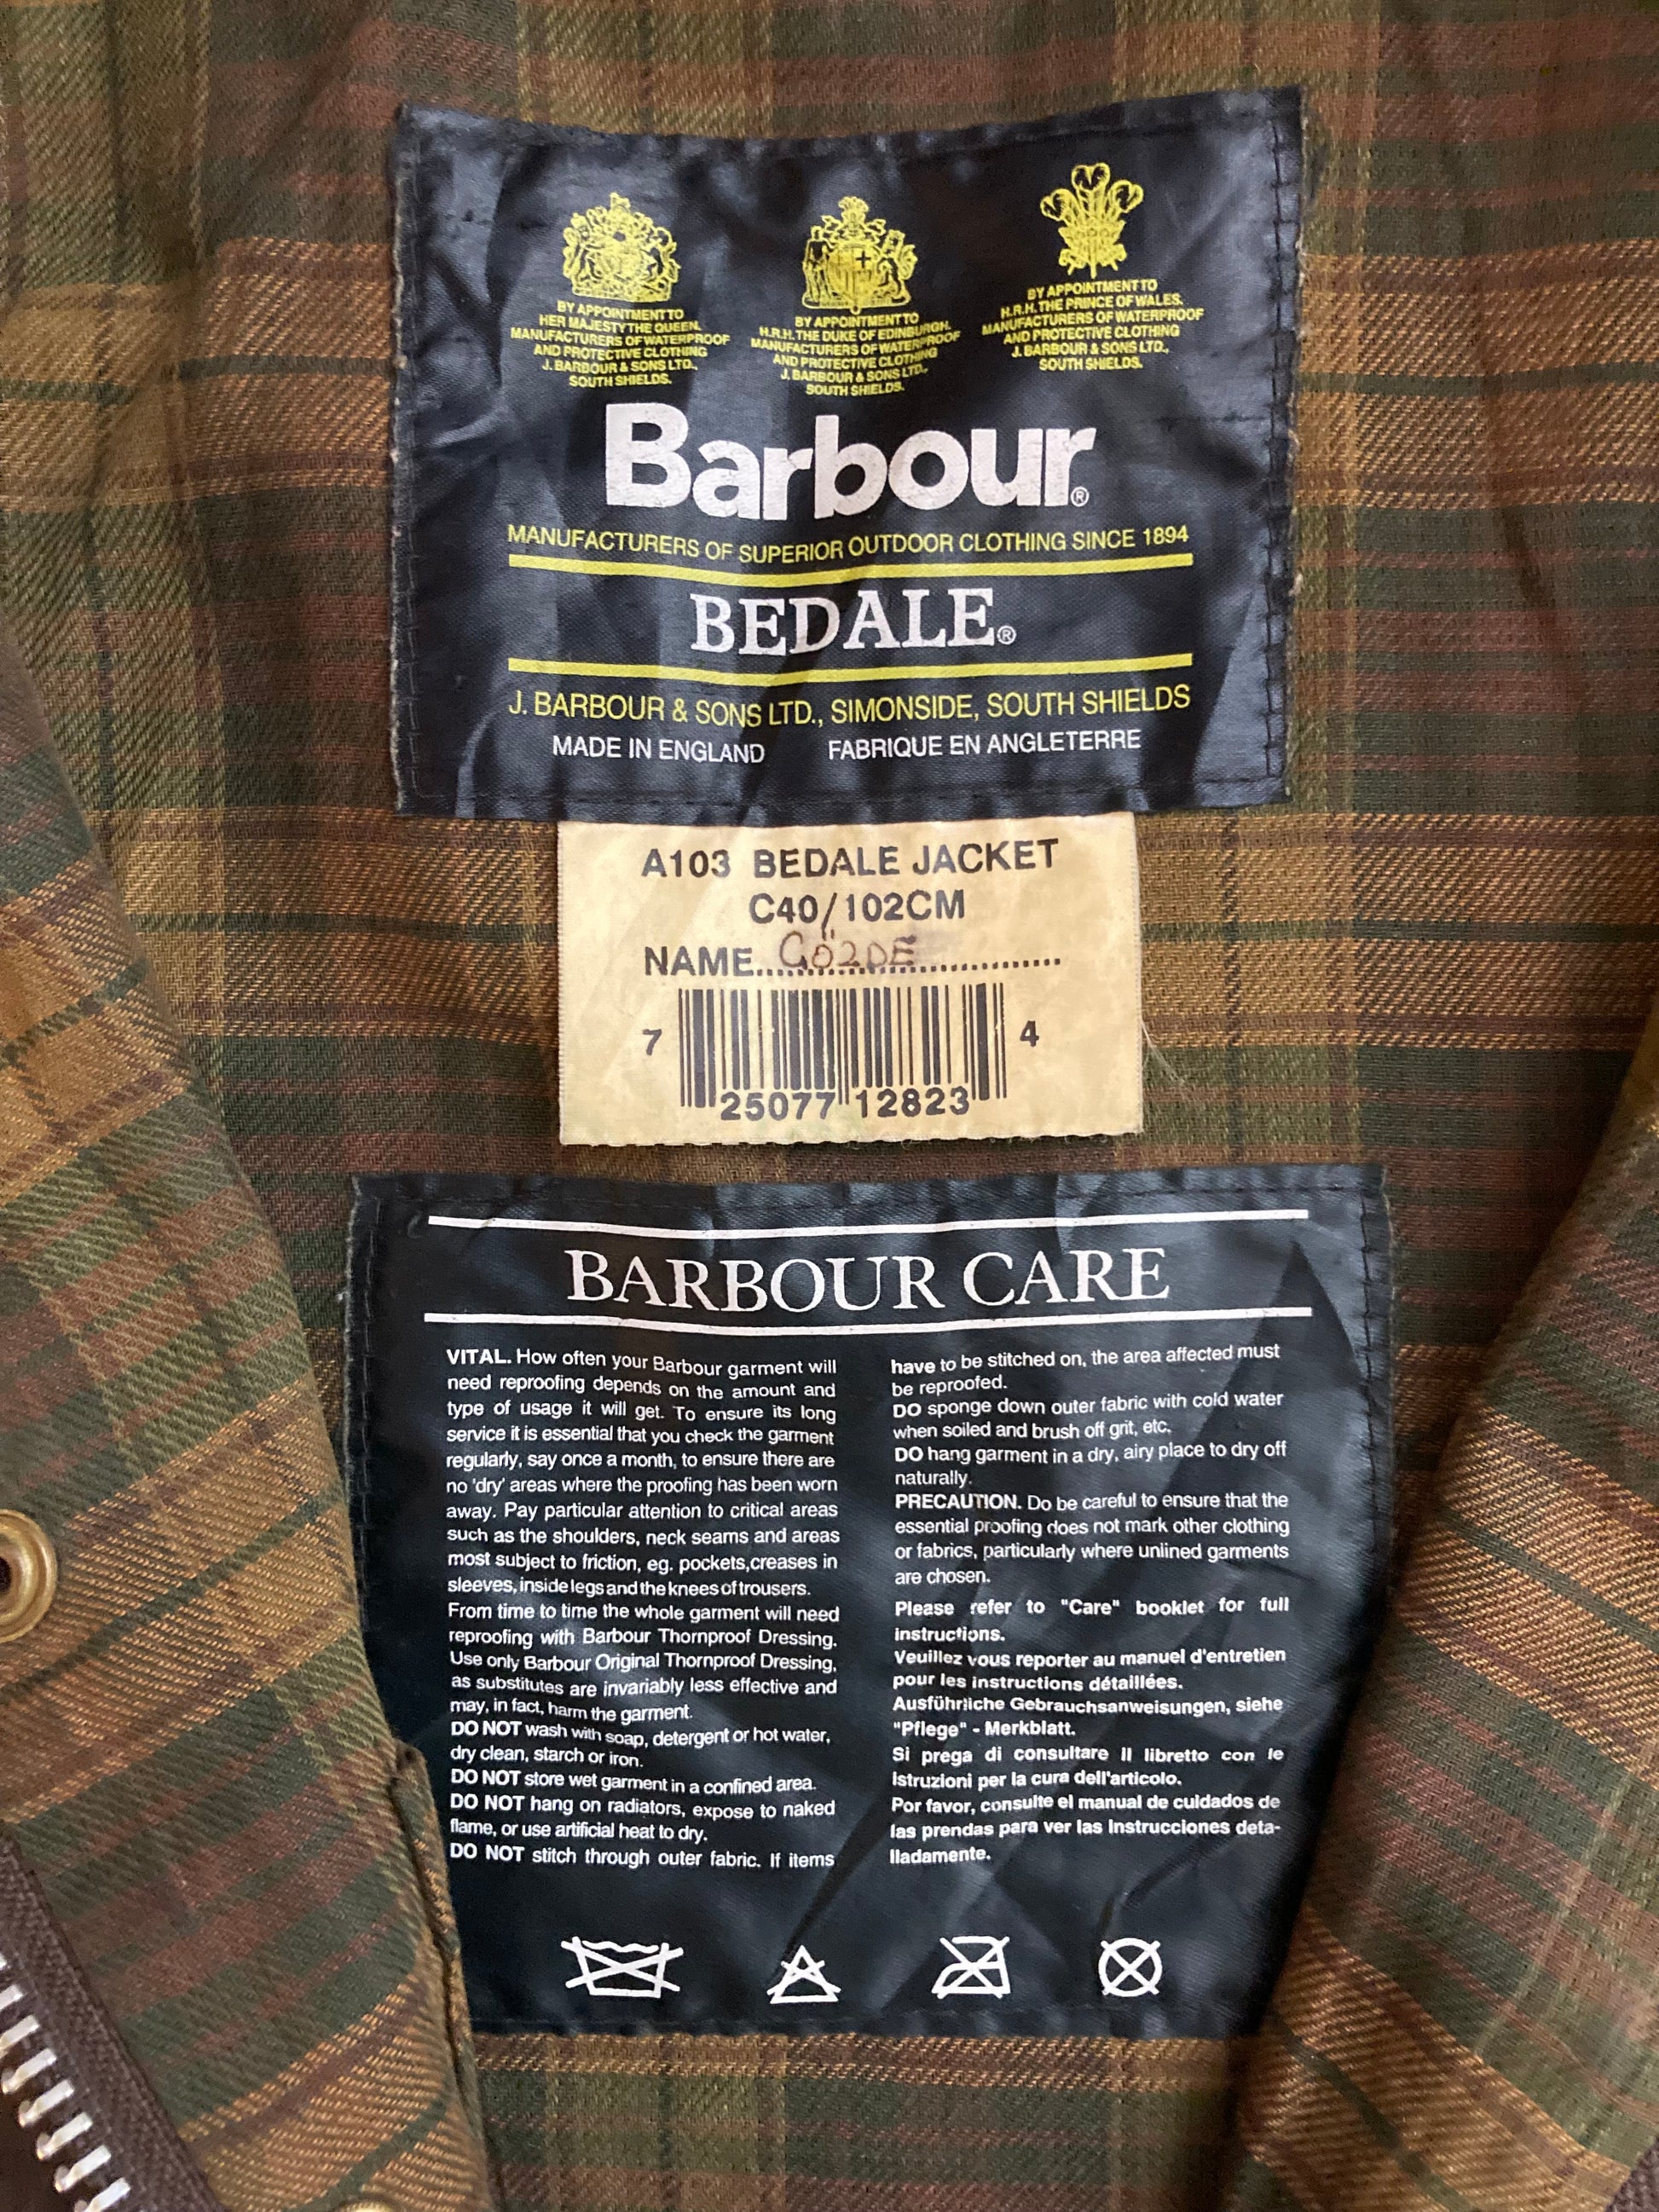 BY APPOINTMENT TO
HER MAJESTY THE QUEEN.
MANUFACTURERS OF WATERPROOF
AND PROTECTIVE CLOTHING
J. BARBOUR & SONS LTD.,
SOUTH SHIELDS.
BY APPOINTMENT TO
H.R.H. THE DUKE OF EDINBURGH.
MANUFACTURERS OF WATERPROOF
AND PROTECTIVE CLOTHING
J. BARBOUR & SONS LTD.,
SOUTH SHIELDS.
BY APPOINTMENT TO
H.R.H. THE PRINCE OF WALES.
MANUFACTURERS OF WATERPROOF
AND PROTECTIVE CLOTHING
J. BARBOUR & SONS LTD.,
SOUTH SHIELDS.
Barbour®
MANUFACTURERS OF SUPERIOR OUTDOOR CLOTHING SINCE 1894
BEDALE®
J. BARBOUR & SONS LTD., SIMONSIDE, SOUTH SHIELDS
MADE IN ENGLAND FABRIQUE EN ANGLETERRE
A103 BEDALE JACKET
C40/102CM
NAME.............................
7 25077 12823 4
BARBOUR CARE
VITAL. How often your Barbour garment will
need reproofing depends on the amount and
type of usage it will get. To ensure its long
service it is essential that you check the garment
regularly, say once a month, to ensure there are
no 'dry' areas where the proofing has been worn
away. Pay particular attention to critical areas
such as the shoulders, neck seams and areas
most subject to friction, eg. pockets,creases in
sleeves, inside legs and the knees of trousers.
From time to time the whole garment will need
reproofing with Barbour Thornproof Dressing.
Use only Barbour Original Thornproof Dressing,
as substitutes are invariably less effective and
may, in fact, harm the garment.
DO NOT wash with soap, detergent or hot water,
dry clean, starch or iron.
DO NOT store wet garment in a confined area.
DO NOT hang on radiators, expose to naked
flame, or use artificial heat to dry.
DO NOT stitch through outer fabric. If items
have to be stitched on, the area affected must
be reproofed.
DO sponge down outer fabric with cold water
when soiled and brush off grit, etc.
DO hang garment in a dry, airy place to dry off
naturally.
PRECAUTION. Do be careful to ensure that the
essential proofing does not mark other clothing
or fabrics, particularly where unlined garments
are chosen.
Please refer to "Care" booklet for full
instructions.
Veuillez vous reporter au manuel d'entretien
pour les instructions détaillées.
Ausführliche Gebrauchsanweisungen, siehe
"Pflege" - Merkblatt.
Si prega di consultare il libretto con le
istruzioni per la cura dell'articolo.
Por favor, consulte el manual de cuidados de
las prendas para ver las instrucciones deta-
lladamente.